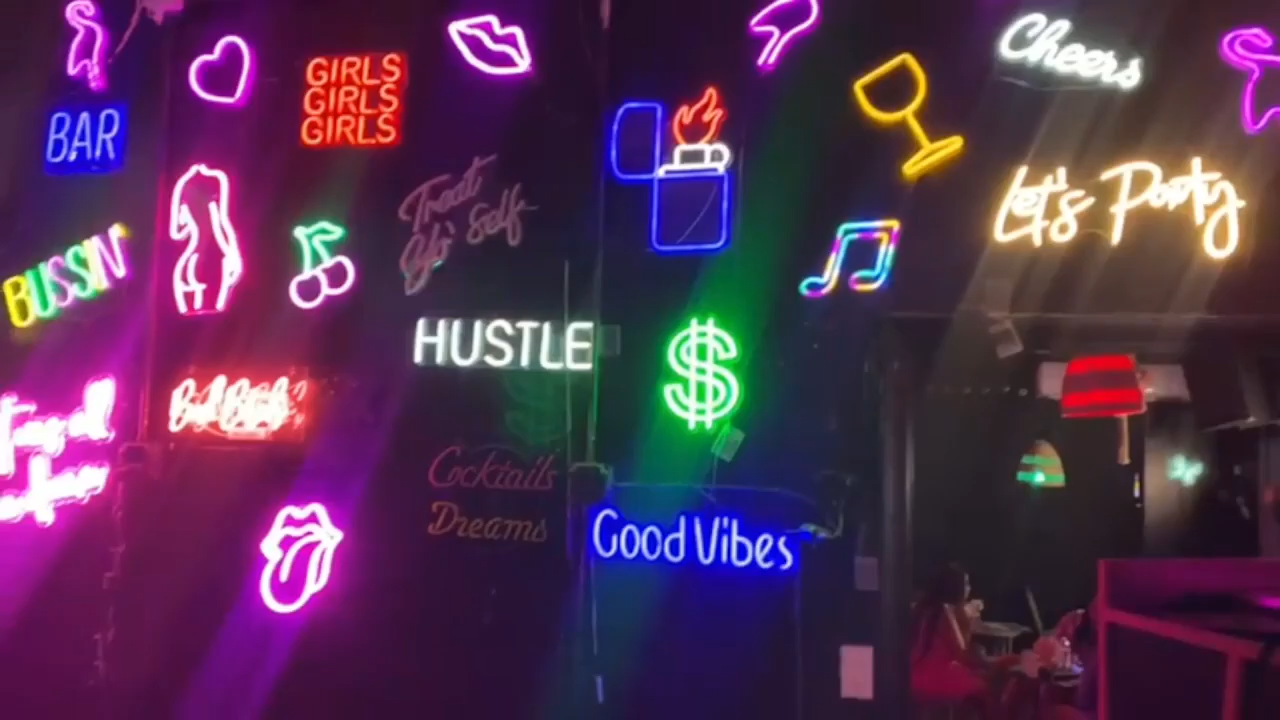 BAR
GIRLS
GIRLS
GIRLS
Cheers
Let's Party
Treat
Yo' Self
BUSSIN'
HUSTLE
$
Cocktails
Dreams
Good Vibes